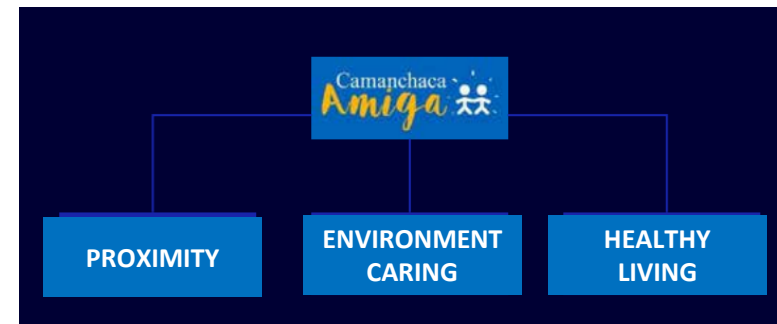 Camanchaca
Amiga
PROXIMITY
ENVIRONMENT
CARING
HEALTHY
LIVING